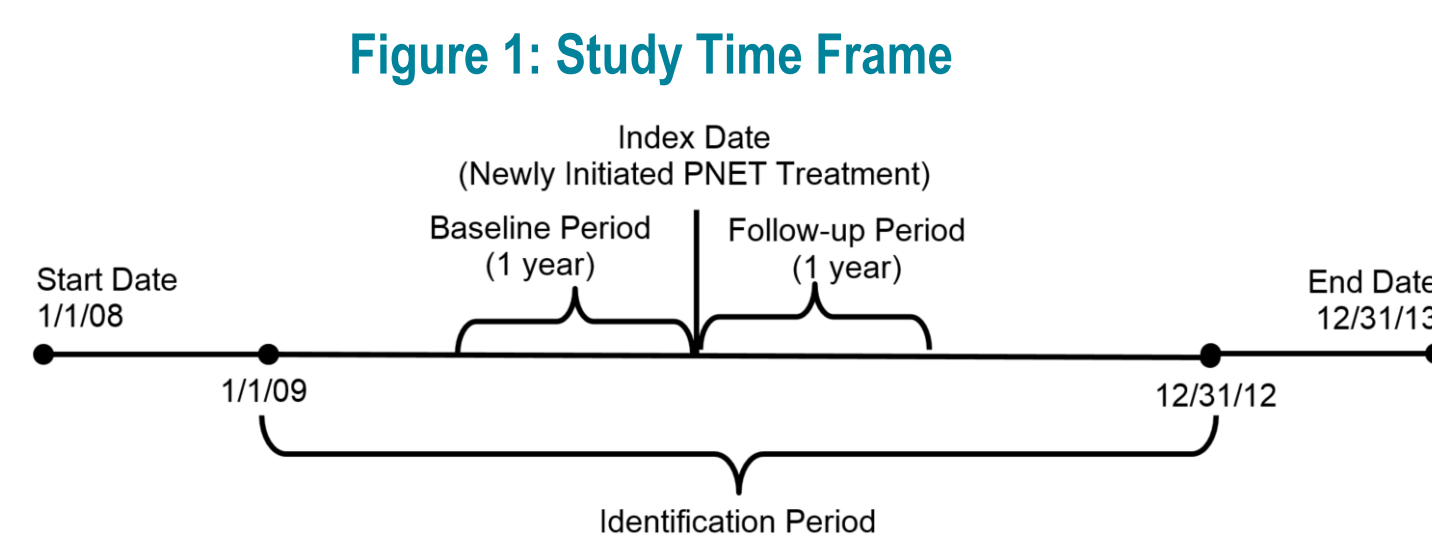 Figure 1: Study Time Frame
Index Date
(Newly Initiated PNET Treatment)
Baseline Period
(1 year)
Follow-up Period
(1 year)
Start Date
1/1/08
End Date
12/31/13
1/1/09
12/31/12
Identification Period